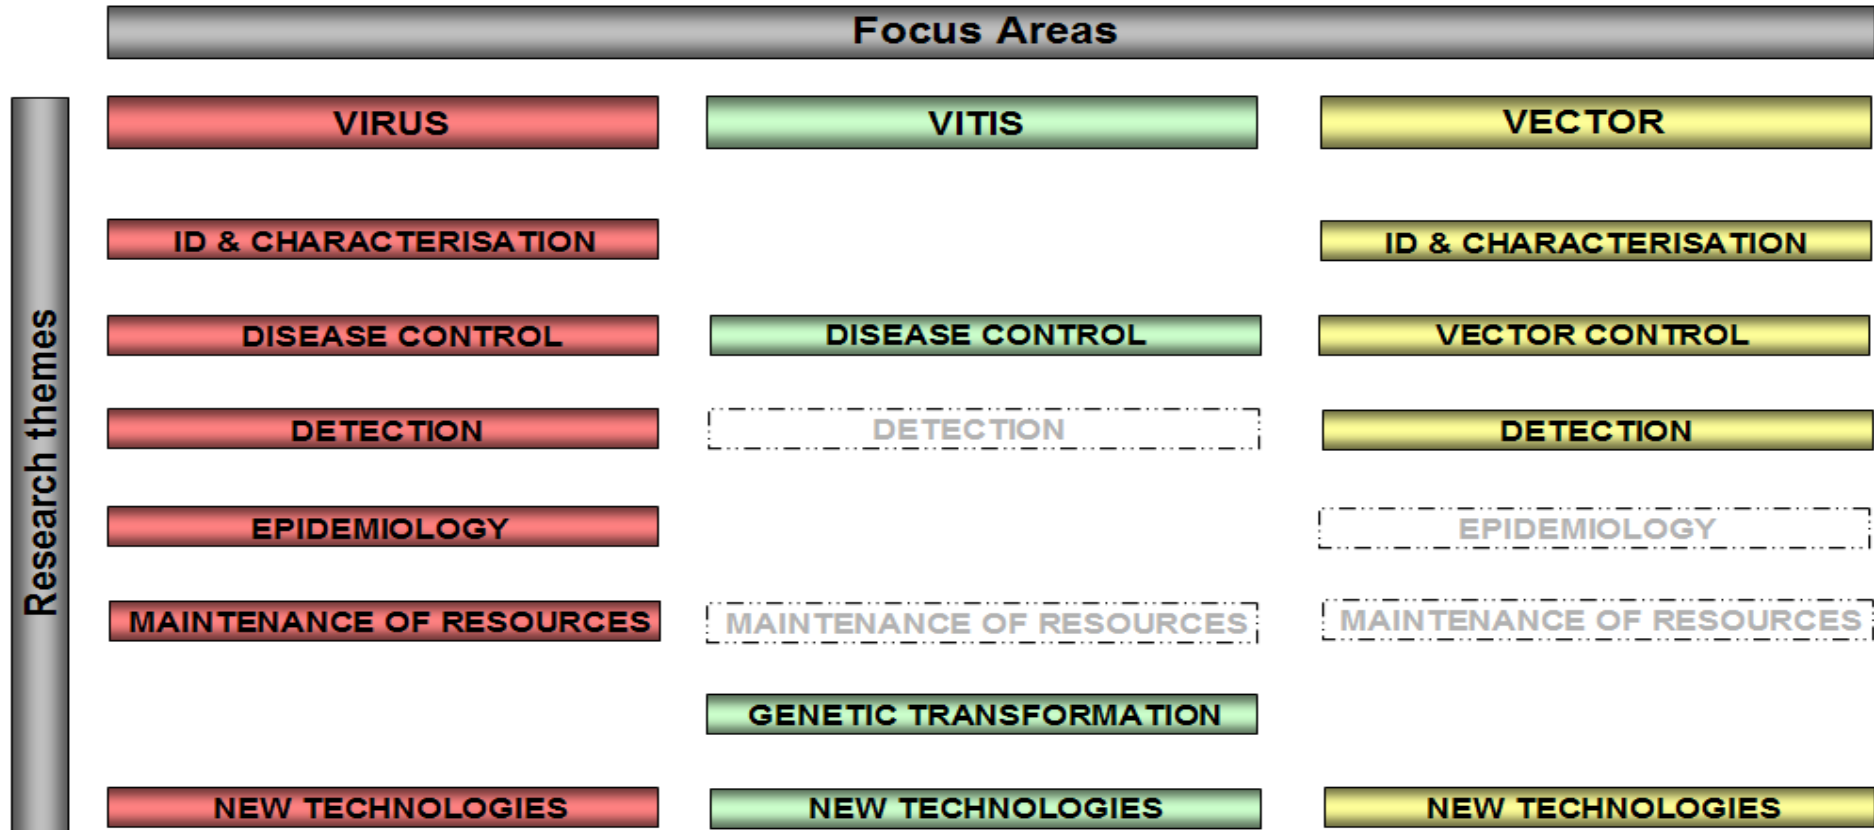 Focus Areas
Research themes
VIRUS
VITIS
VECTOR
ID & CHARACTERISATION
ID & CHARACTERISATION
DISEASE CONTROL
DISEASE CONTROL
VECTOR CONTROL
DETECTION
DETECTION
DETECTION
EPIDEMIOLOGY
EPIDEMIOLOGY
MAINTENANCE OF RESOURCES
MAINTENANCE OF RESOURCES
MAINTENANCE OF RESOURCES
GENETIC TRANSFORMATION
NEW TECHNOLOGIES
NEW TECHNOLOGIES
NEW TECHNOLOGIES